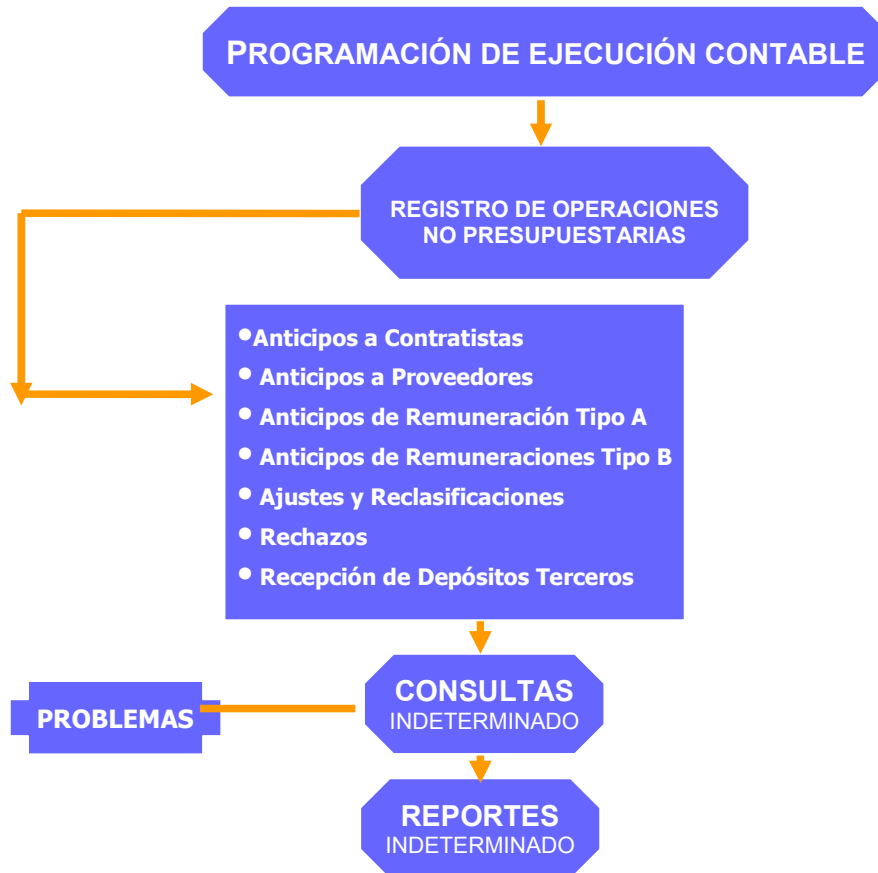 PROGRAMACIÓN DE EJECUCIÓN CONTABLE
REGISTRO DE OPERACIONES
NO PRESUPUESTARIAS
•Anticipos a Contratistas
• Anticipos a Proveedores
• Anticipos de Remuneración Tipo A
• Anticipos de Remuneraciones Tipo B
• Ajustes y Reclasificaciones
• Rechazos
• Recepción de Depósitos Terceros
CONSULTAS
INDETERMINADO
PROBLEMAS
REPORTES
INDETERMINADO